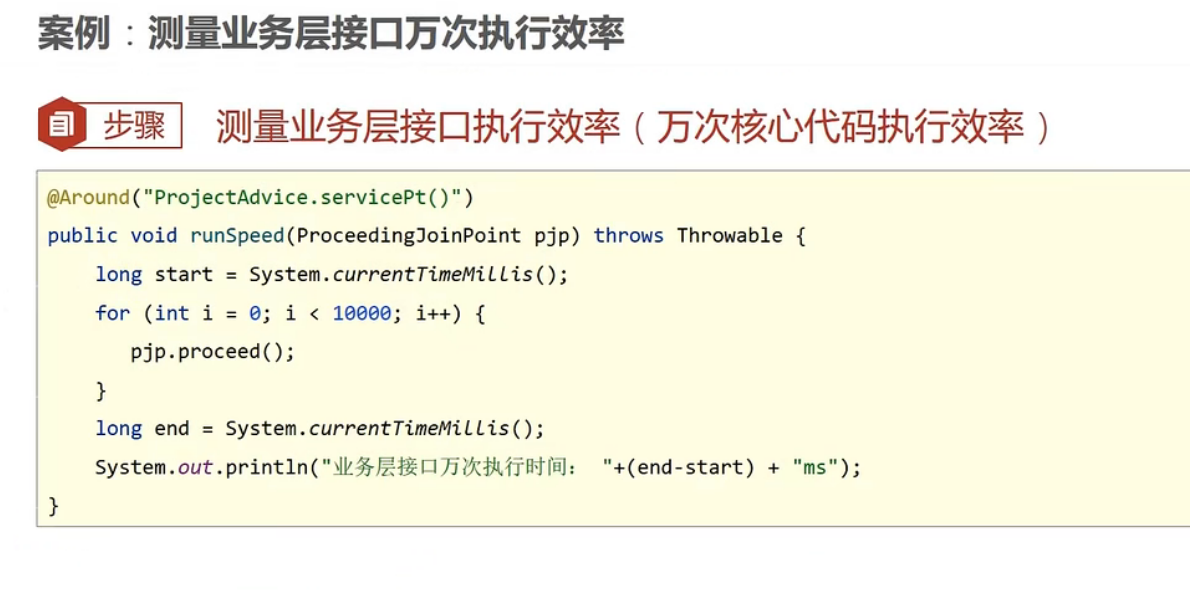 案例：测量业务层接口万次执行效率
步骤
测量业务层接口执行效率（万次核心代码执行效率）
@Around("ProjectAdvice.servicePt()")
public void runSpeed(ProceedingJoinPoint pjp) throws Throwable {
    long start = System.currentTimeMillis();
    for (int i = 0; i < 10000; i++) {
       pjp.proceed();
    }
    long end = System.currentTimeMillis();
    System.out.println("业务层接口万次执行时间： "+(end-start) + "ms");
}